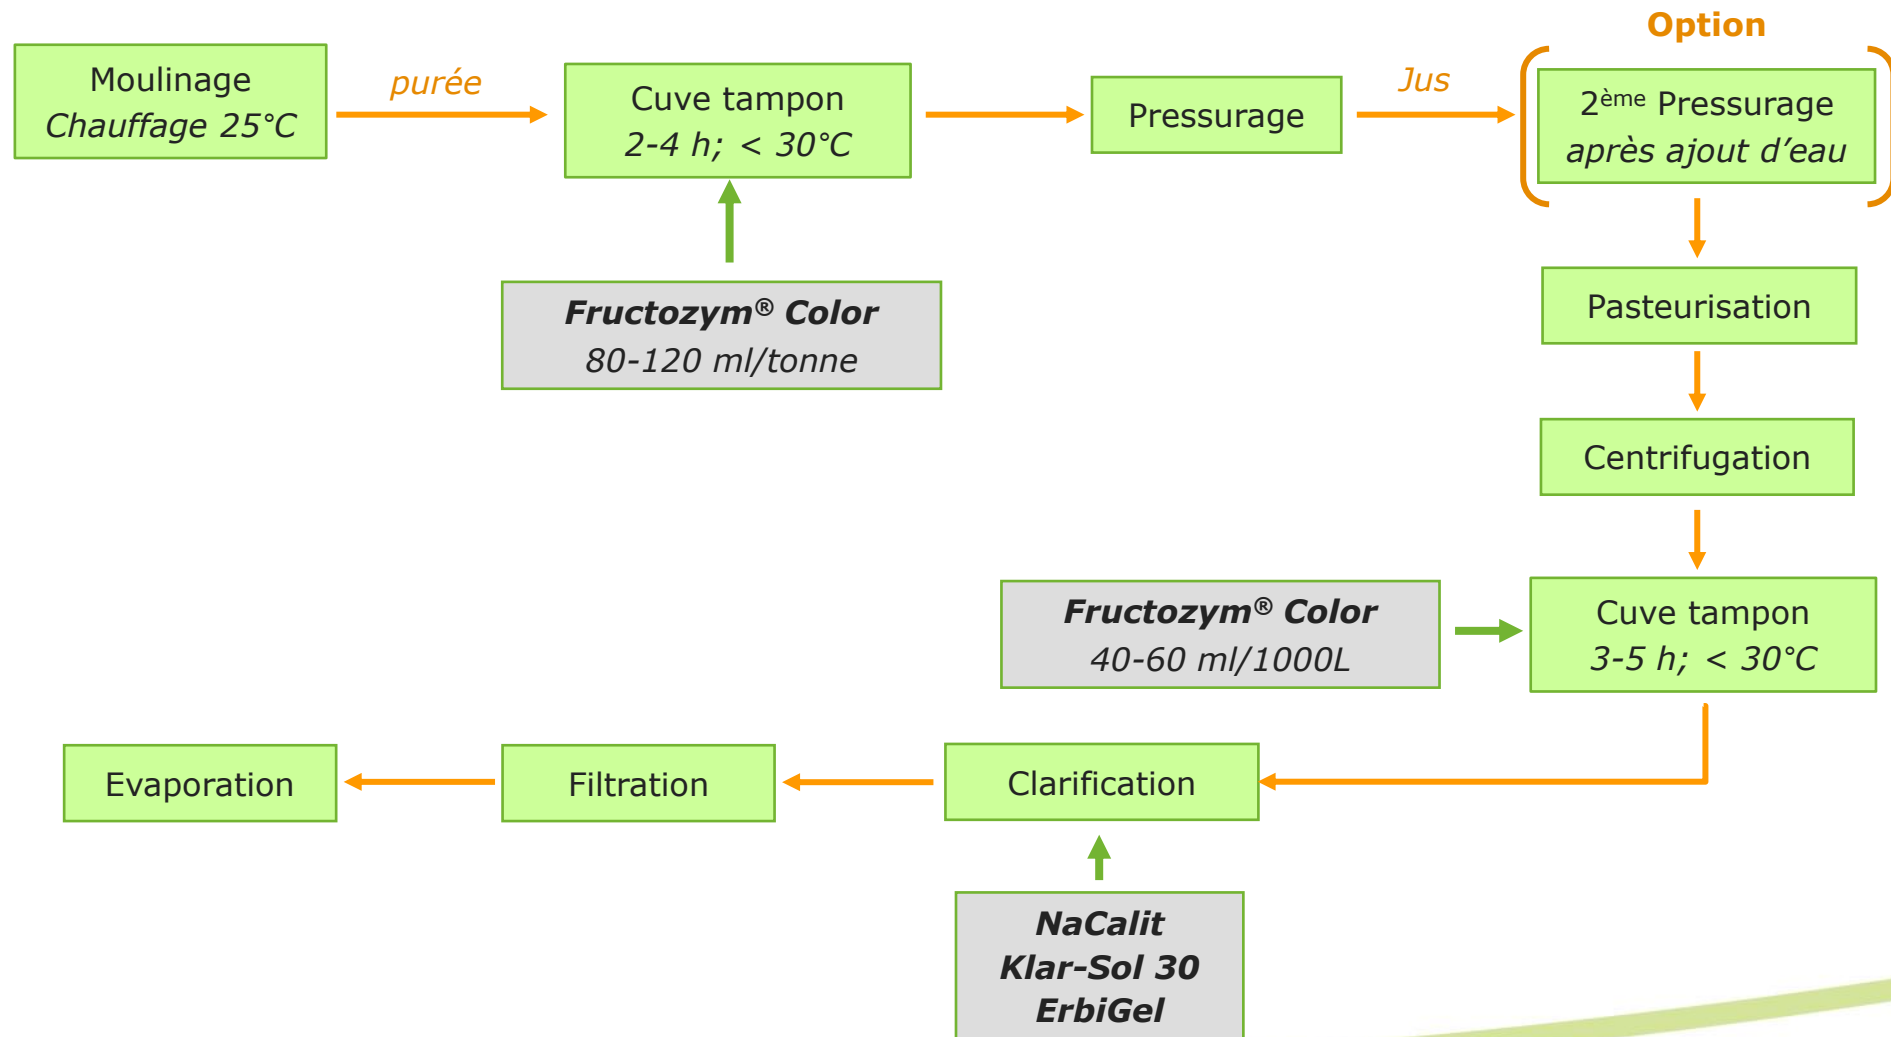 Option
Moulinage
Chauffage 25°C
purée
Cuve tampon
2-4 h; < 30°C
Pressurage
Jus
2ème Pressurage
après ajout d’eau
Fructozym® Color
80-120 ml/tonne
Pasteurisation
Centrifugation
Fructozym® Color
40-60 ml/1000L
Cuve tampon
3-5 h; < 30°C
Clarification
Filtration
Evaporation
NaCalit
Klar-Sol 30
ErbiGel